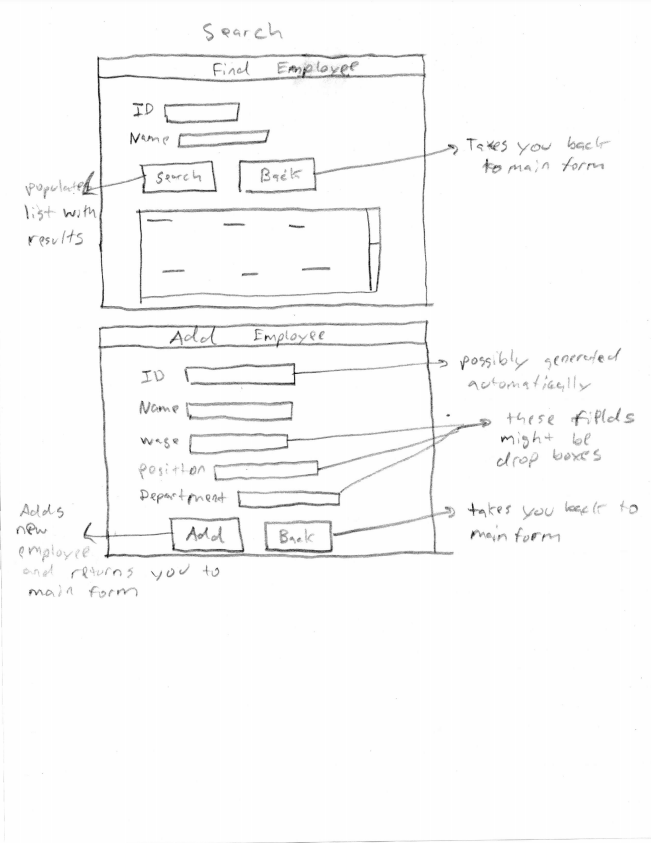 Search
Find Employee
ID
Name
Search
Back
Takes you back
to main form
populates
list with
results
Add Employee
ID
Name
wage
position
Department
Add
Back
possibly generated
automatically
these fields
might be
drop boxes
takes you back to
main form
Adds
new
employee
and returns you to
main form